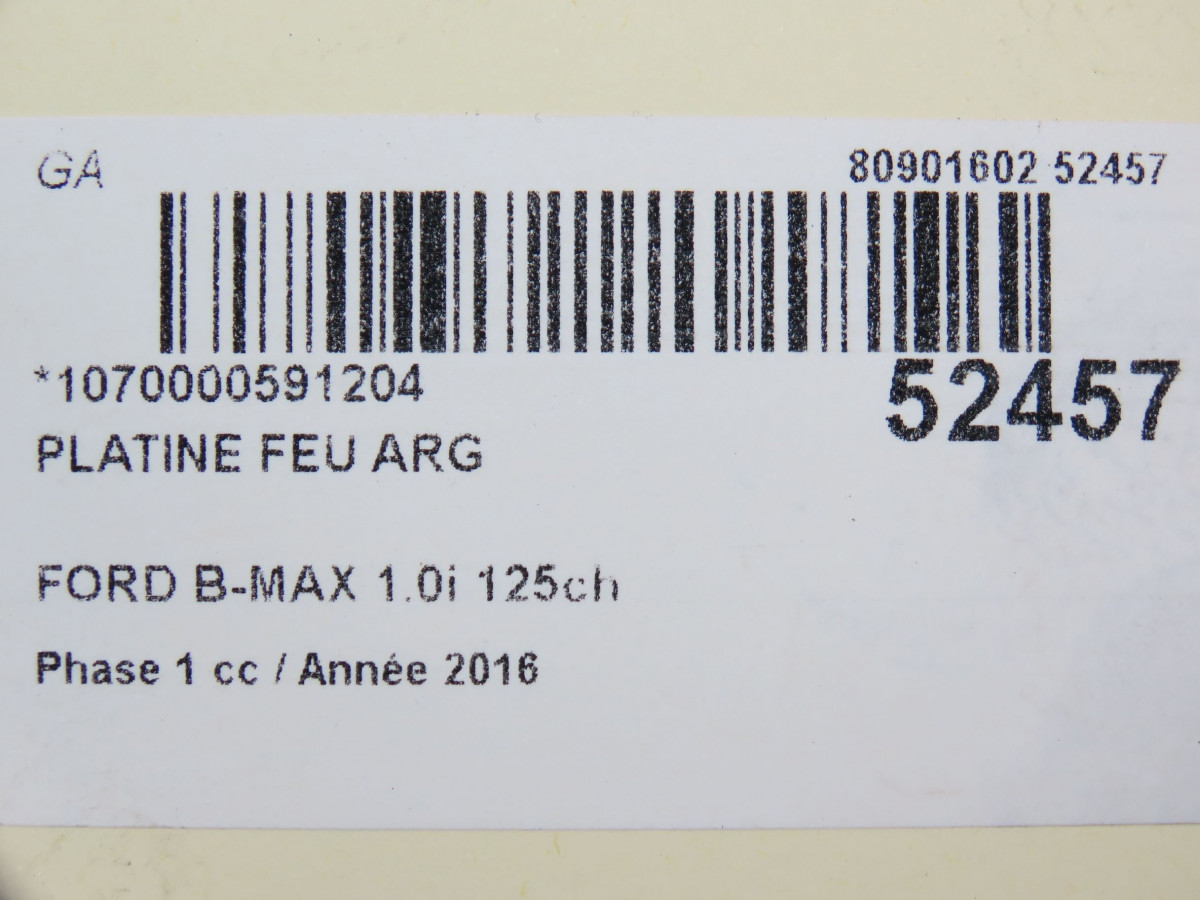 GA
80901602 52457
*1070000591204
52457
PLATINE FEU ARG
FORD B-MAX 1.0i 125ch
Phase 1 cc / Année 2016